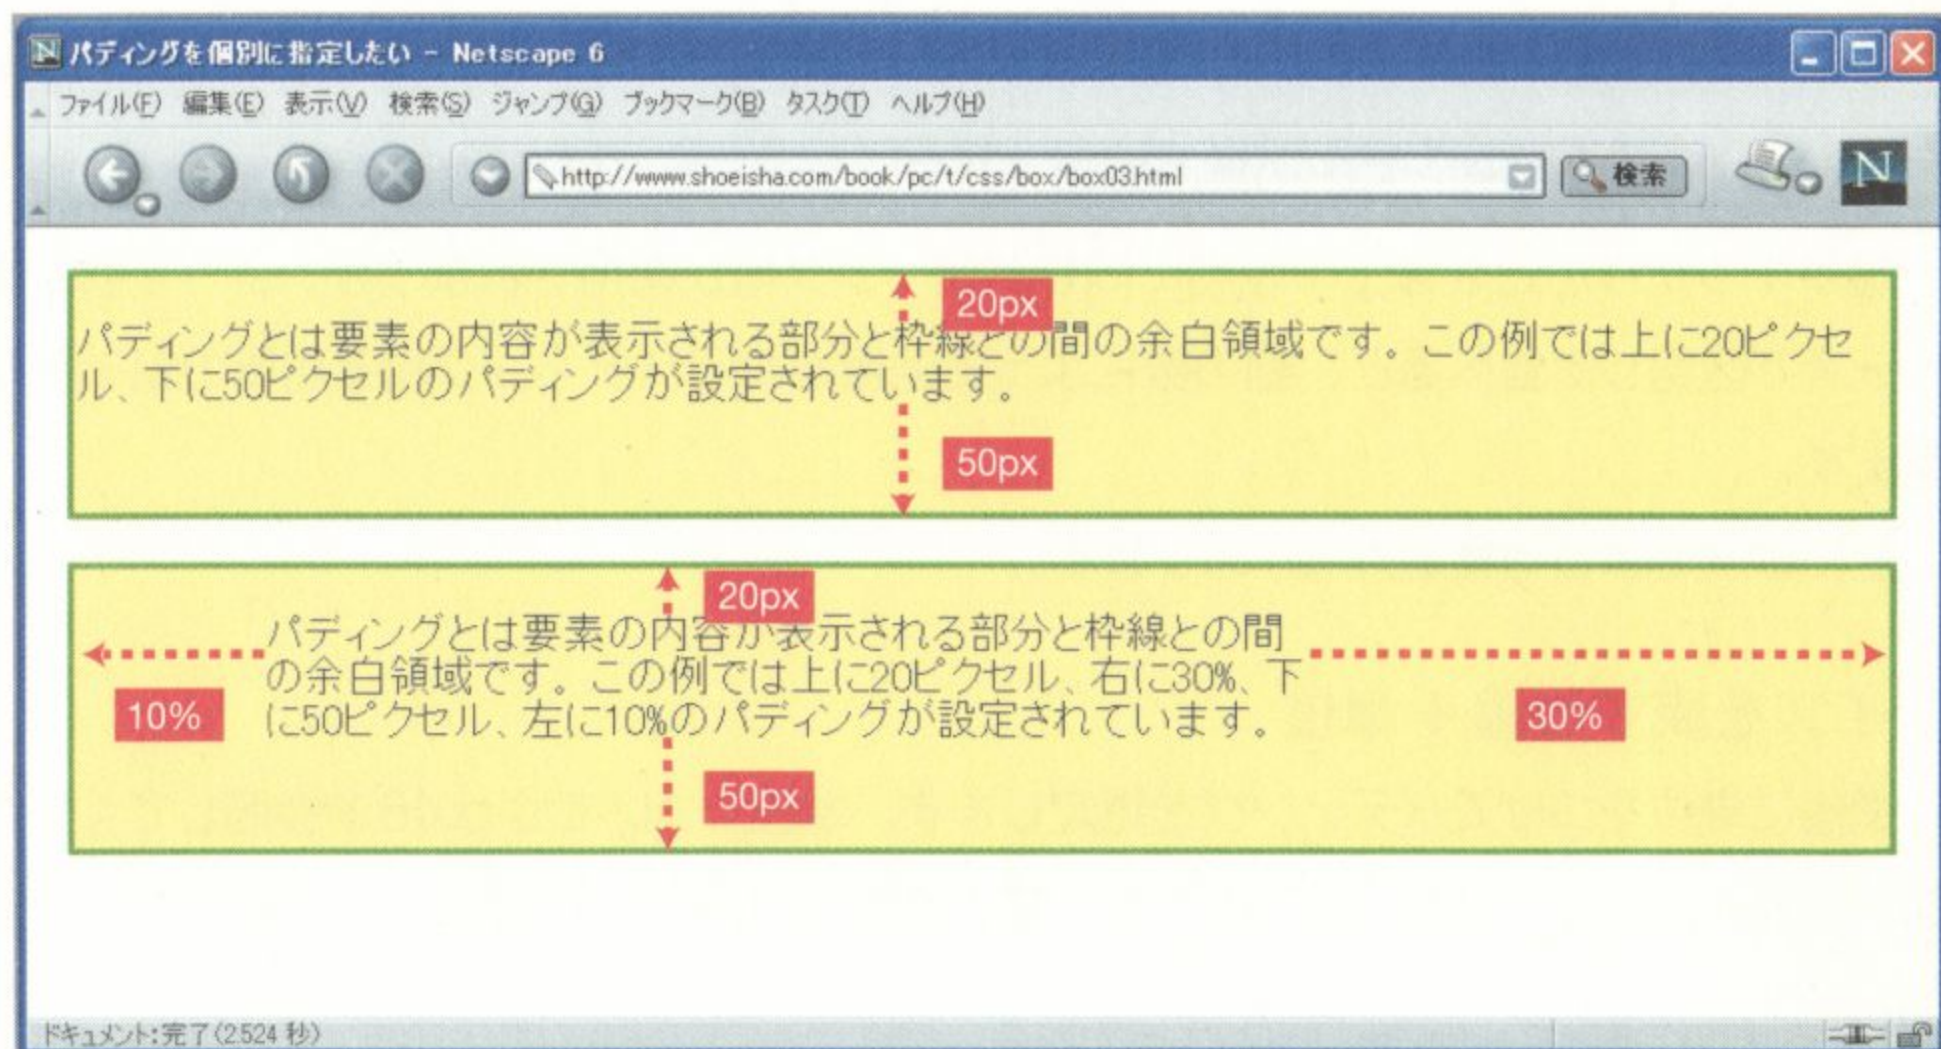 パディングを個別に指定したい - Netscape 6
ファイル(F) 編集(E) 表示(V) 検索(S) ジャンプ(G) ブックマーク(B) タスク(T) ヘルプ(H)
http://www.shoeisha.com/book/pc/t/css/box/box03.html 検索 N
20px
パディングとは要素の内容が表示される部分と枠線との間の余白領域です。この例では上に20ピクセ
ル、下に50ピクセルのパディングが設定されています。
50px
20px
パディングとは要素の内容が表示される部分と枠線との間
の余白領域です。この例では上に20ピクセル、右に30%、下
に50ピクセル、左に10%のパディングが設定されています。
10%
30%
50px
ドキュメント:完了(2.524 秒)